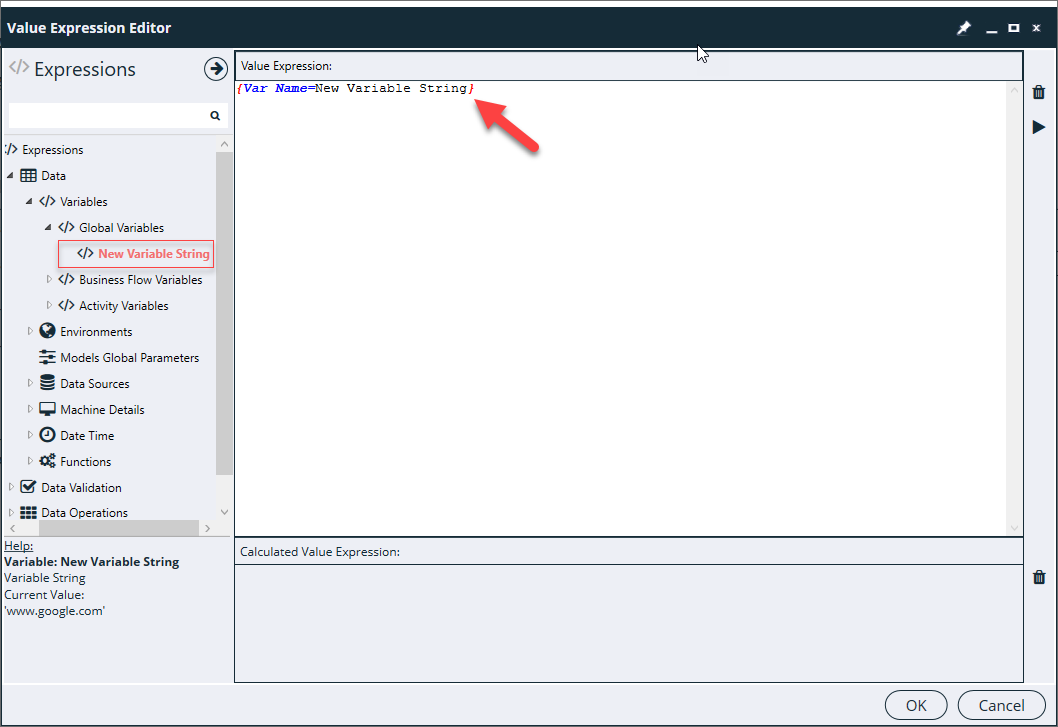 Value Expression Editor
Expressions
Expressions
Data
Variables
Global Variables
New Variable String
Business Flow Variables
Activity Variables
Environments
Models Global Parameters
Data Sources
Machine Details
Date Time
Functions
Data Validation
Data Operations
Help:
Variable: New Variable String
Variable String
Current Value:
'www.google.com'
Value Expression:
{Var Name=New Variable String}
Calculated Value Expression:
OK
Cancel